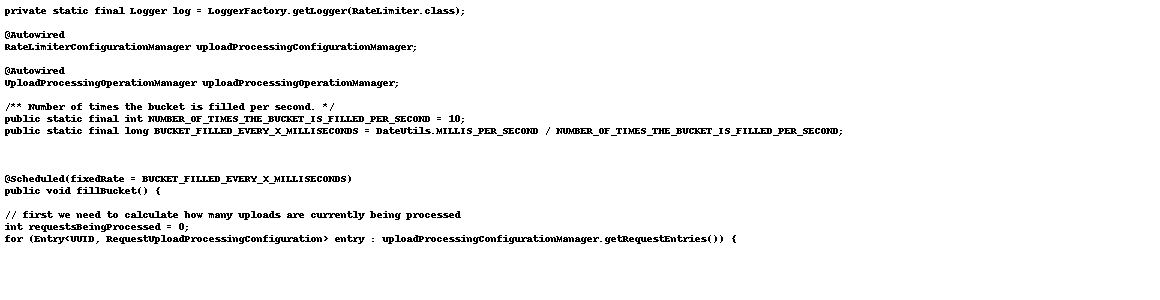 private static final Logger log = LoggerFactory.getLogger(RateLimiter.class);
@Autowired
RateLimiterConfigurationManager uploadProcessingConfigurationManager;
@Autowired
UploadProcessingOperationManager uploadProcessingOperationManager;
/** Number of times the bucket is filled per second. */
public static final int NUMBER_OF_TIMES_THE_BUCKET_IS_FILLED_PER_SECOND = 10;
public static final long BUCKET_FILLED_EVERY_X_MILLISECONDS = DateUtils.MILLIS_PER_SECOND / NUMBER_OF_TIMES_THE_BUCKET_IS_FILLED_PER_SECOND;
@Scheduled(fixedRate = BUCKET_FILLED_EVERY_X_MILLISECONDS)
public void fillBucket() {
// first we need to calculate how many uploads are currently being processed
int requestsBeingProcessed = 0;
for (Entry<UUID, RequestUploadProcessingConfiguration> entry : uploadProcessingConfigurationManager.getRequestEntries()) {